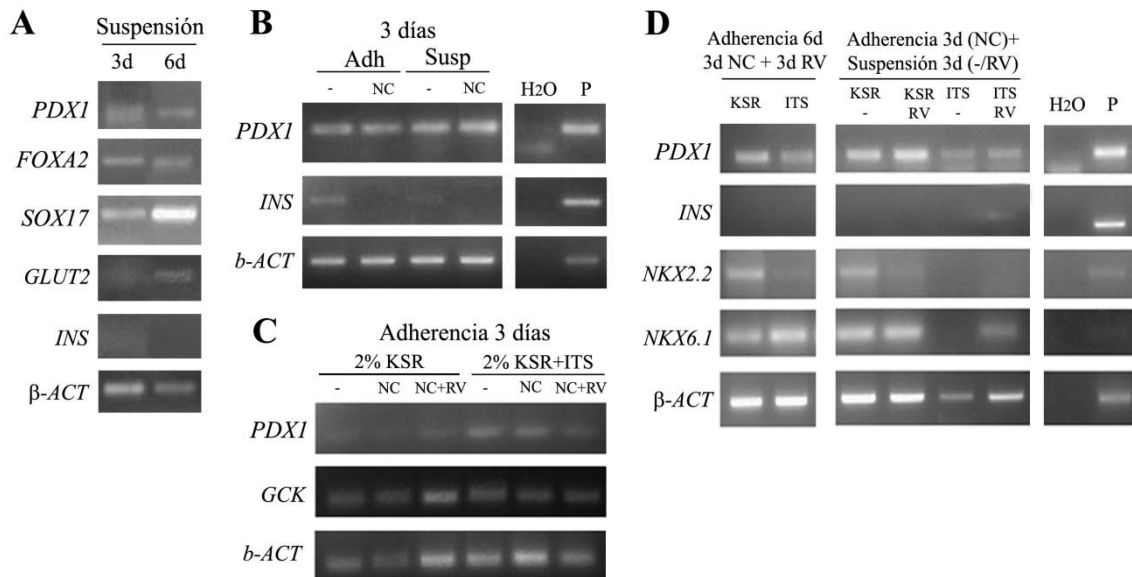 A
Suspensión
3d 6d
PDX1
FOXA2
SOX17
GLUT2
INS
β-ACT
B
3 días
Adh Susp
- NC - NC H2O P
PDX1
INS
b-ACT
C
Adherencia 3 días
2% KSR 2% KSR+ITS
- NC NC+RV - NC NC+RV
PDX1
GCK
b-ACT
D
Adherencia 6d
3d NC + 3d RV
Adherencia 3d (NC)+
Suspensión 3d (-/RV)
KSR ITS
KSR KSR ITS ITS
- RV - RV
H2O P
PDX1
INS
NKX2.2
NKX6.1
β-ACT